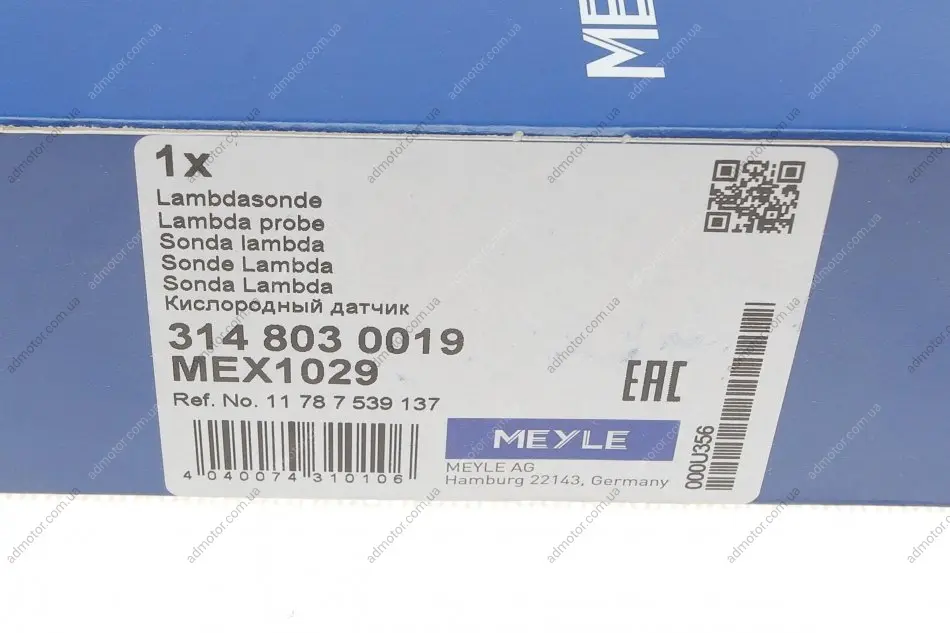 ME
1x
Lambdasonde
Lambda probe
Sonda lambda
Sonde Lambda
Sonda Lambda
Кислородный датчик
314 803 0019
MEX1029
Ref. No. 11 78 7 539 137
EAC
000U356
4 040074 310106
MEYLE
MEYLE AG
Hamburg 22143, Germany
admotor.com.ua